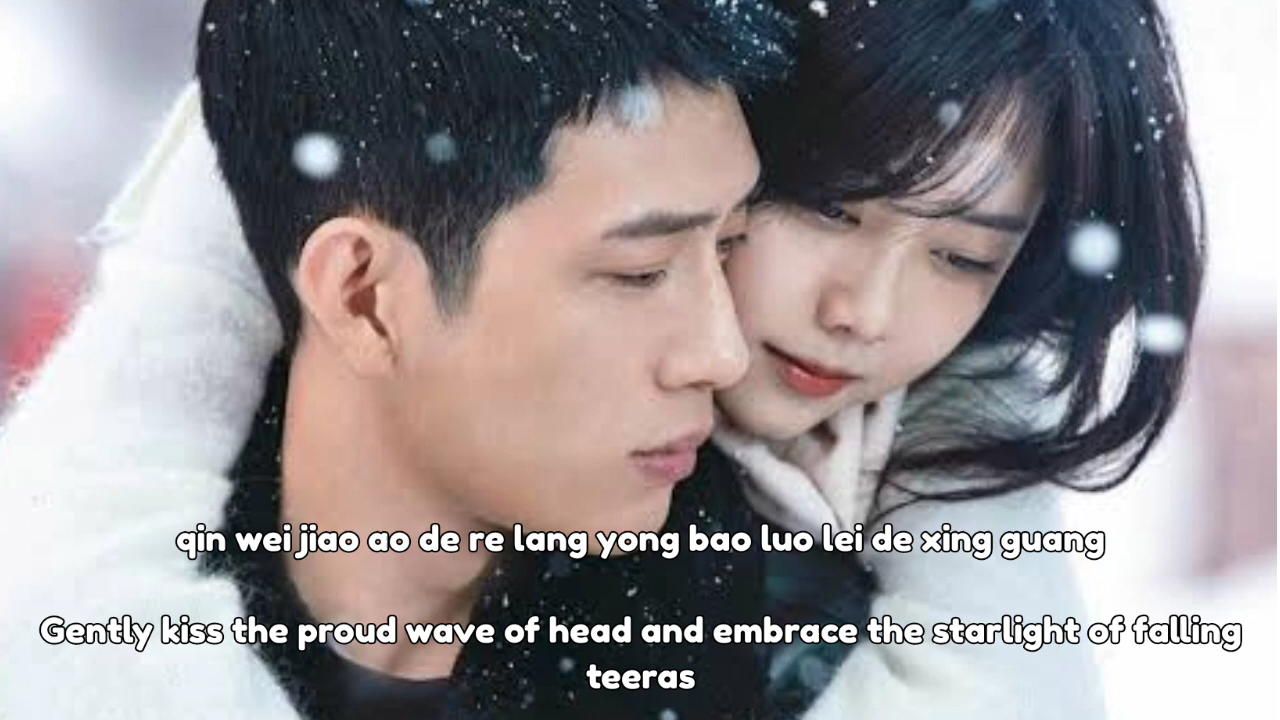 qin wei jiao ao de re lang yong bao luo lei de xing guang
Gently kiss the proud wave of head and embrace the starlight of falling
teeras